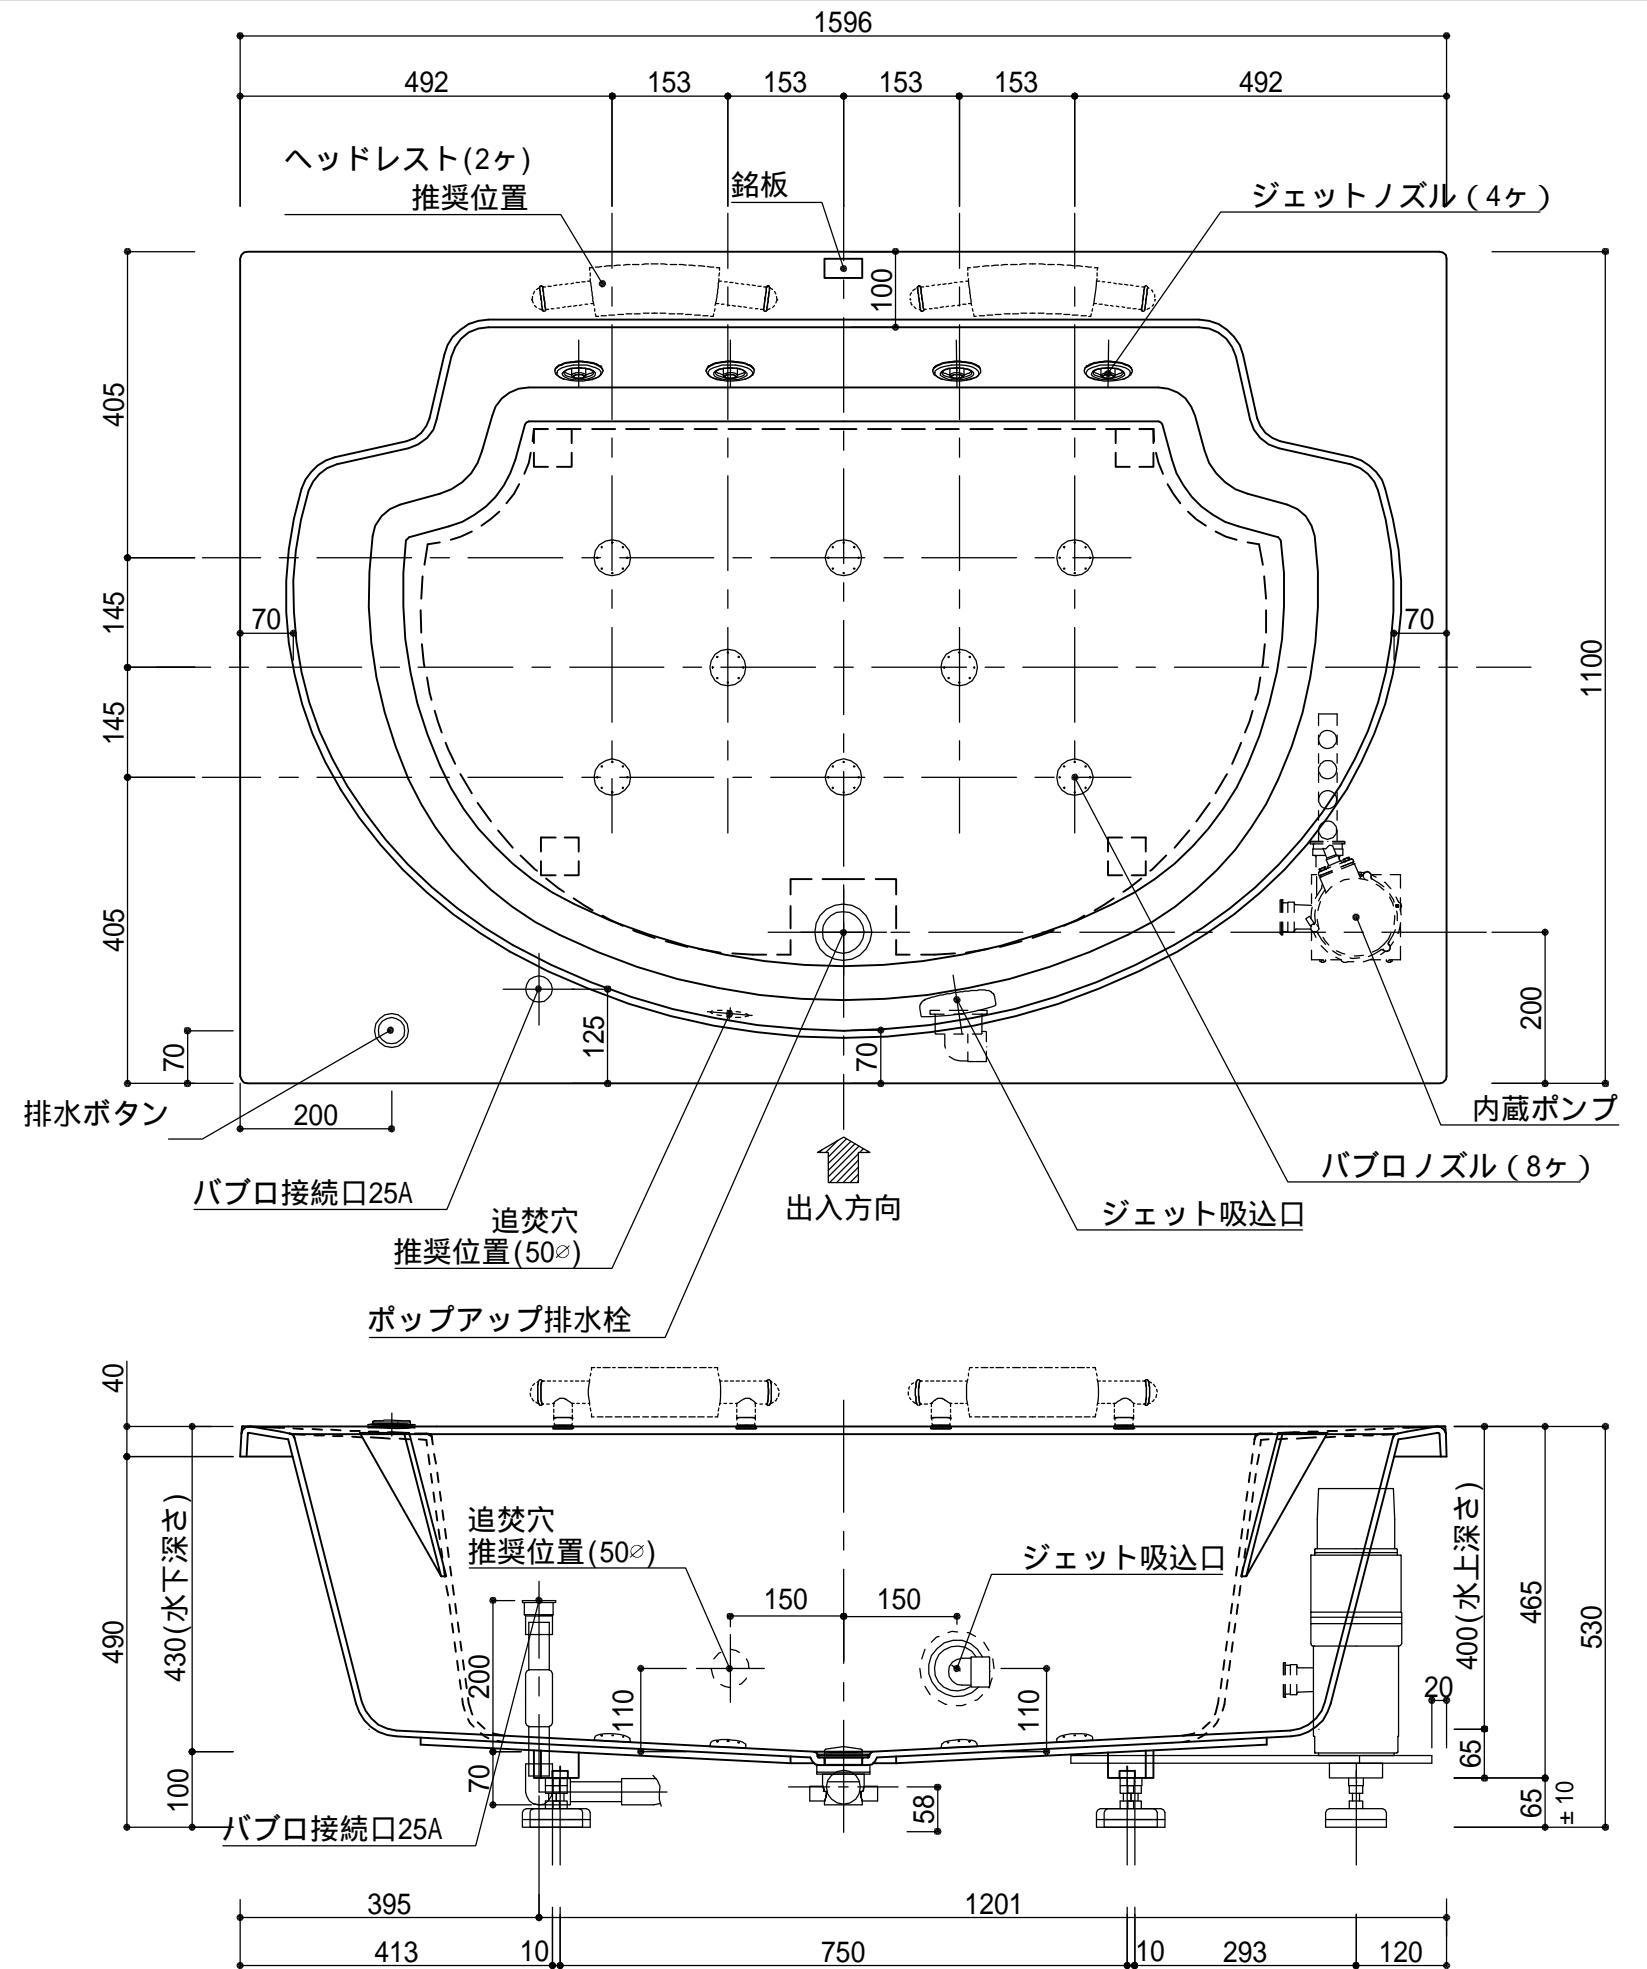 1596
492 153 153 153 153 492
ヘッドレスト(2ヶ)
推奨位置
銘板
ジェットノズル(4ヶ)
100
405
145
145
405
70
70
1100
200
125
70
70
200
排水ボタン
内蔵ポンプ
バブロノズル(8ヶ)
バブロ接続口25A
出入方向
ジェット吸込口
追焚穴
推奨位置(50∅)
ポップアップ排水栓
40
490
430(水下深さ)
100
追焚穴
推奨位置(50∅)
ジェット吸込口
150 150
200
70
110
110
58
400(水上深さ)
465
530
20
65
65
±10
バブロ接続口25A
395 1201
413 10 750 10 293 120